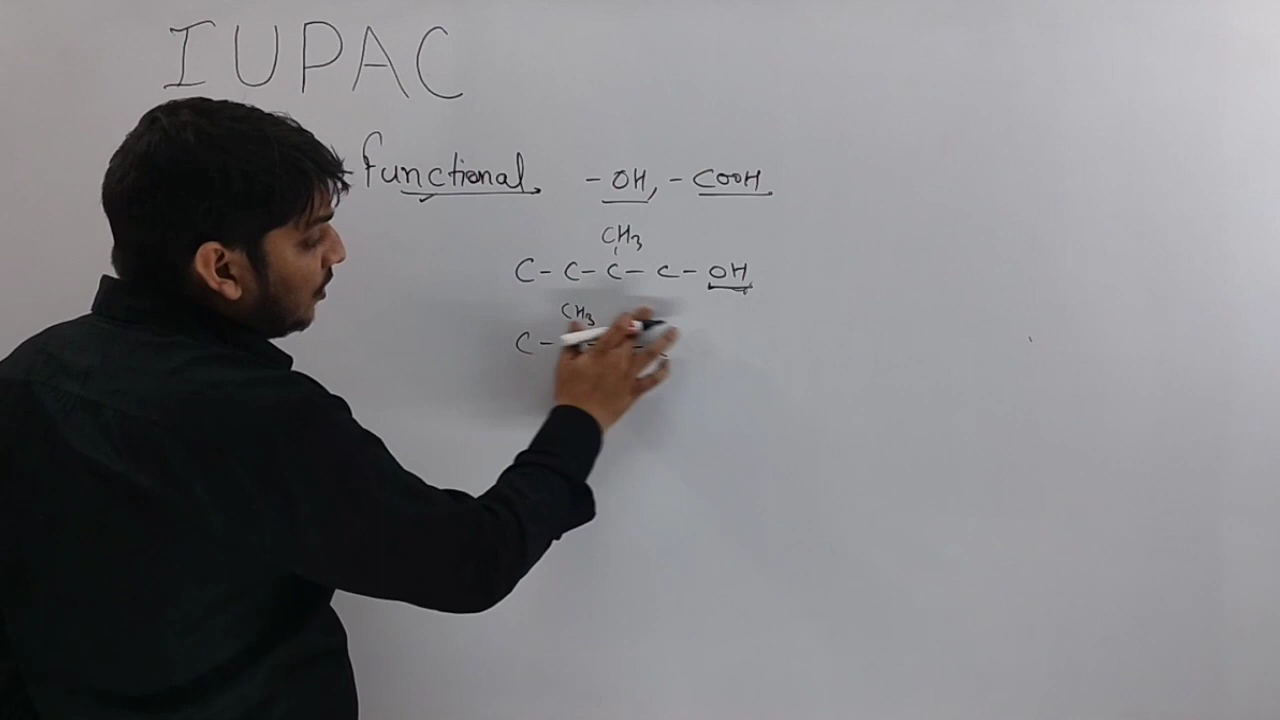 IUPAC
functional - OH, - COOH
CH3
C - C - C - C - OH
CH3
C -